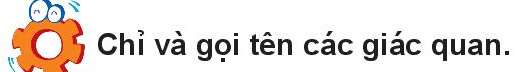 Chỉ và gọi tên các giác quan.